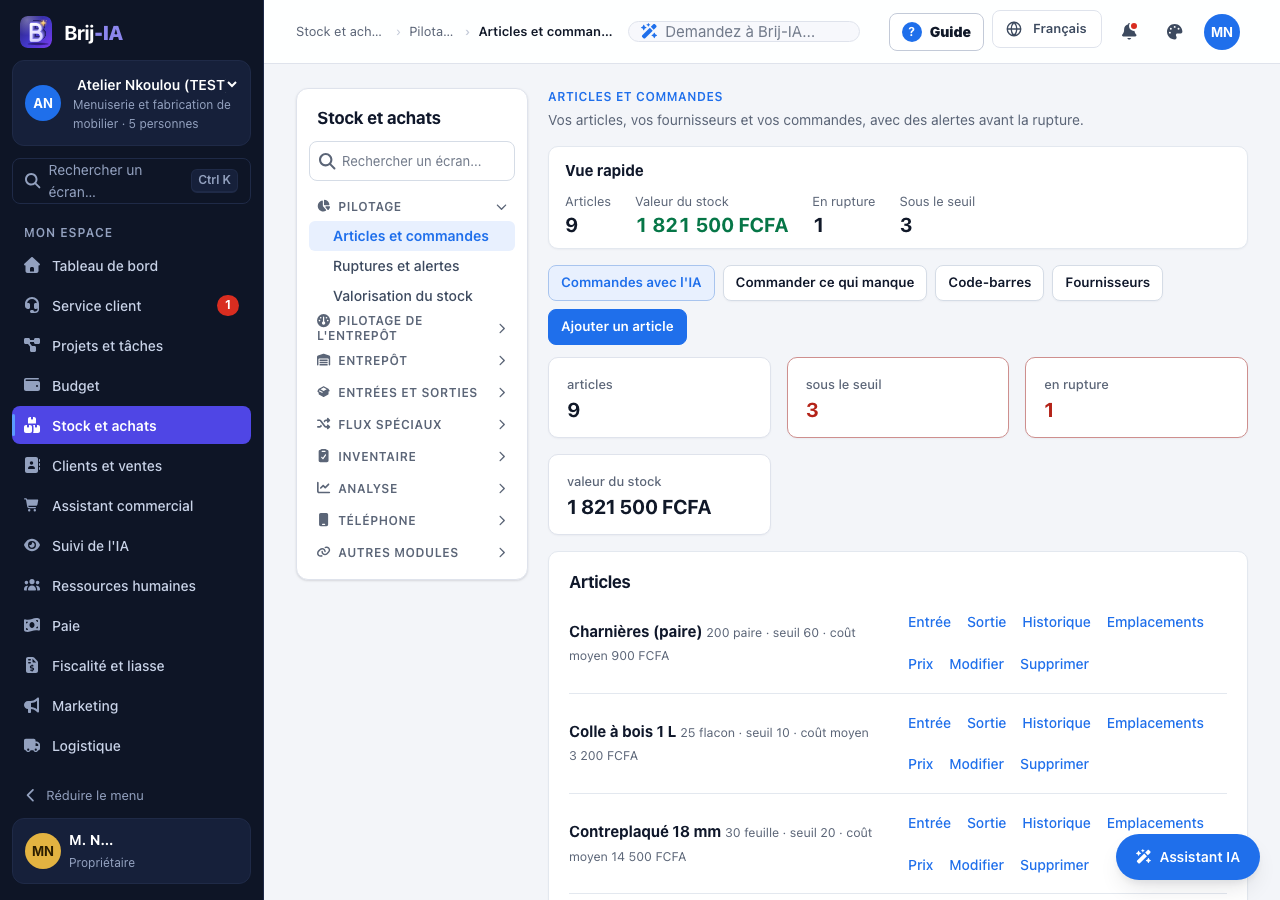 Brij-IA
AN
Atelier Nkoulou (TEST
Menuiserie et fabrication de
mobilier · 5 personnes
Rechercher un
écran...
Ctrl K
MON ESPACE
Tableau de bord
Service client
1
Projets et tâches
Budget
Stock et achats
Clients et ventes
Assistant commercial
Suivi de l'IA
Ressources humaines
Paie
Fiscalité et liasse
Marketing
Logistique
Réduire le menu
MN
M. N...
Propriétaire
Stock et ach... › Pilota... › Articles et comman...
Demandez à Brij-IA...
? Guide
Français
MN
Stock et achats
Rechercher un écran...
PILOTAGE
Articles et commandes
Ruptures et alertes
Valorisation du stock
PILOTAGE DE
L'ENTREPÔT
ENTREPÔT
ENTRÉES ET SORTIES
FLUX SPÉCIAUX
INVENTAIRE
ANALYSE
TÉLÉPHONE
AUTRES MODULES
ARTICLES ET COMMANDES
Vos articles, vos fournisseurs et vos commandes, avec des alertes avant la rupture.
Vue rapide
Articles
9
Valeur du stock
1 821 500 FCFA
En rupture
1
Sous le seuil
3
Commandes avec l'IA
Commander ce qui manque
Code-barres
Fournisseurs
Ajouter un article
articles
9
sous le seuil
3
en rupture
1
valeur du stock
1 821 500 FCFA
Articles
Charnières (paire) 200 paire · seuil 60 · coût
moyen 900 FCFA
Entrée Sortie Historique Emplacements
Prix Modifier Supprimer
Colle à bois 1 L 25 flacon · seuil 10 · coût moyen
3 200 FCFA
Entrée Sortie Historique Emplacements
Prix Modifier Supprimer
Contreplaqué 18 mm 30 feuille · seuil 20 · coût
moyen 14 500 FCFA
Entrée Sortie Historique Emplacements
Prix Modifier Supprimer
Assistant IA